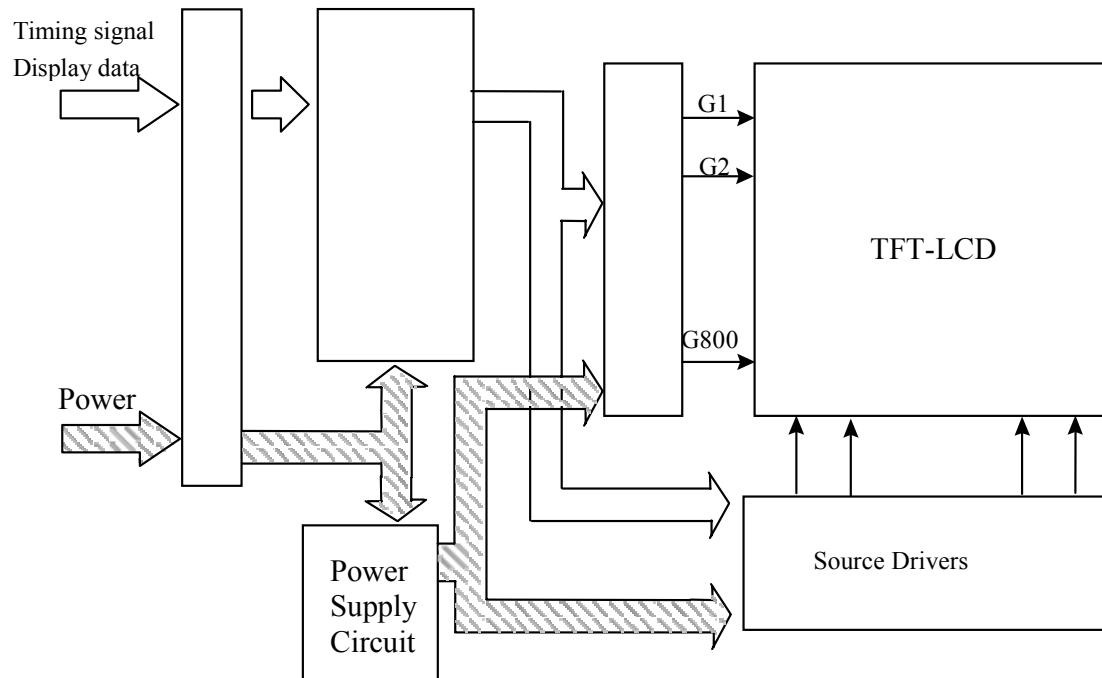 Timing signal
Display data
G1
G2
TFT-LCD
G800
Power
Power
Supply
Circuit
Source Drivers